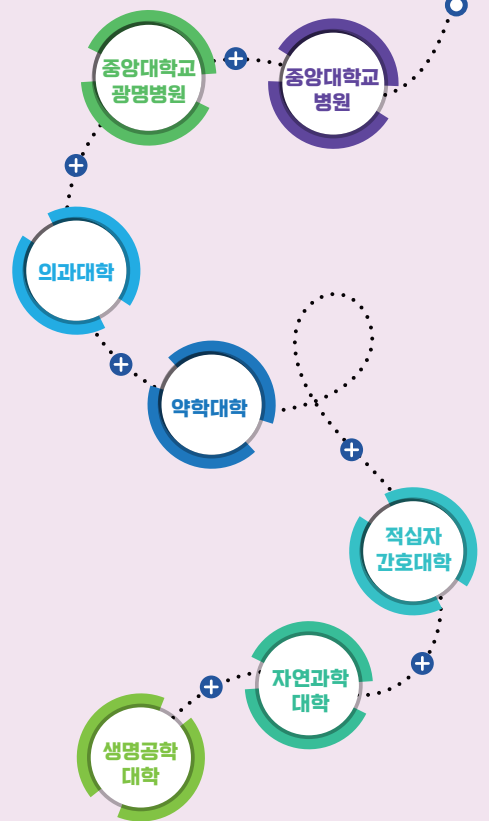 중앙대학교
광명병원
중앙대학교
병원
의과대학
약학대학
적십자
간호대학
자연과학
대학
생명공학
대학